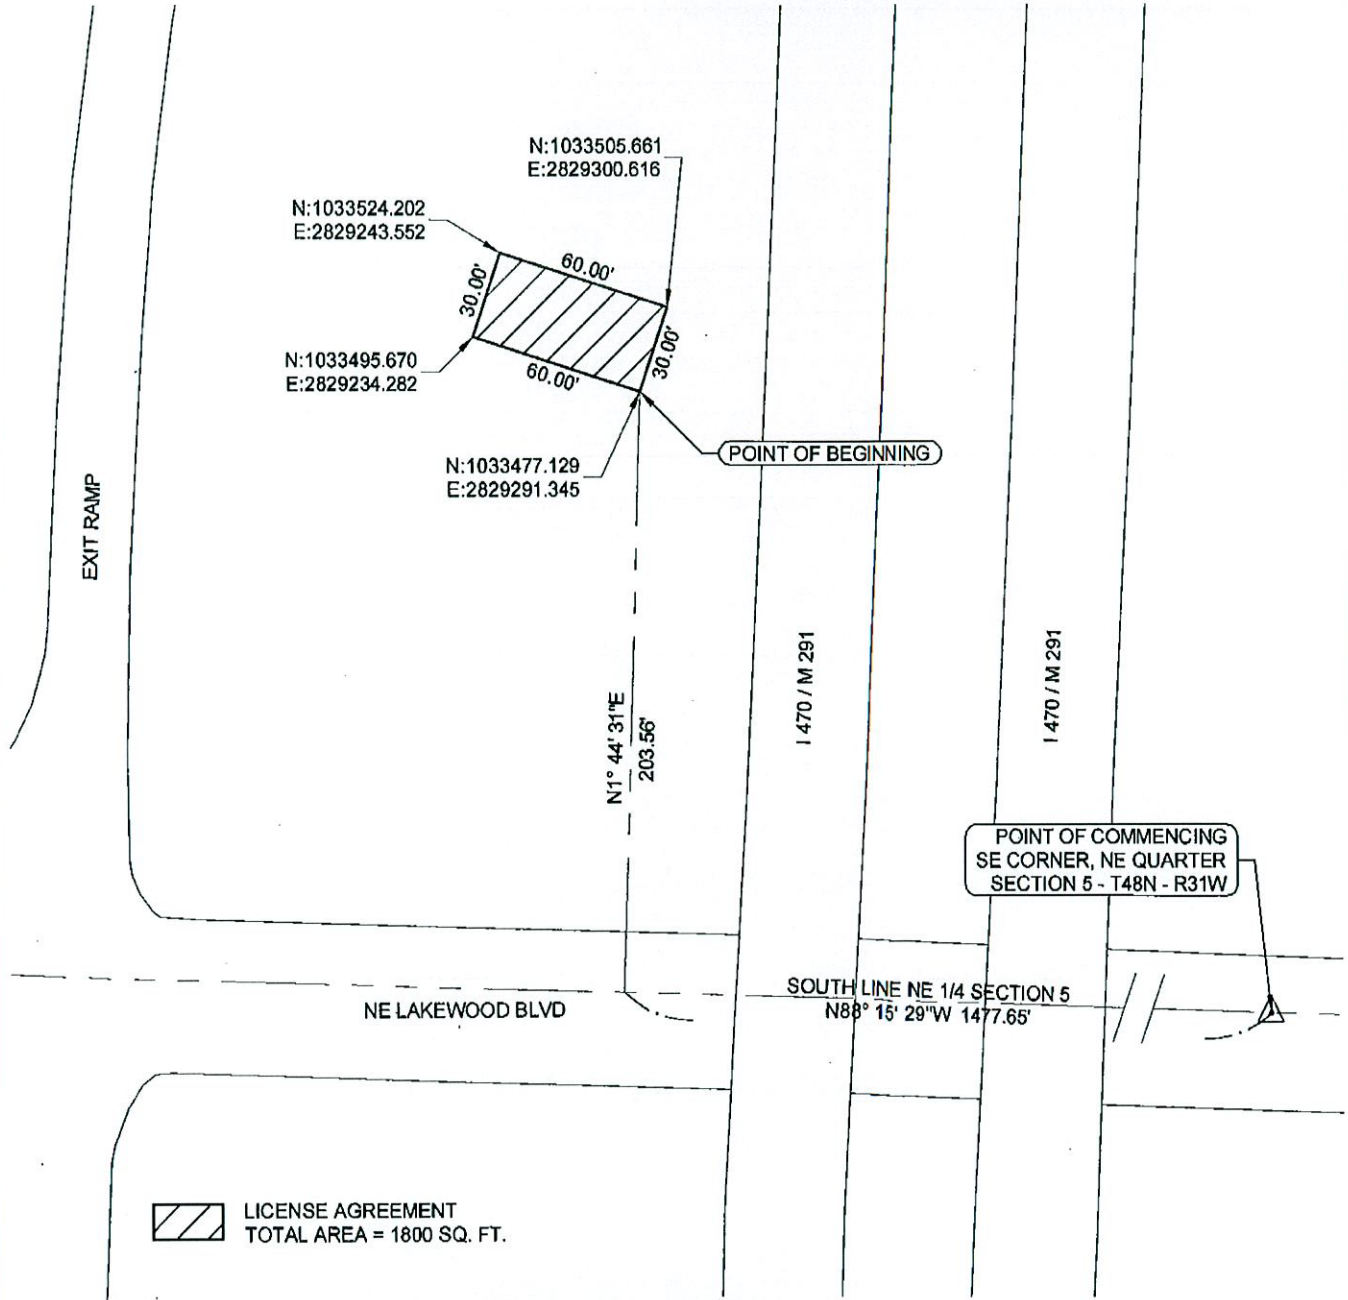 N:1033505.661
E:2829300.616
N:1033524.202
E:2829243.552
60.00'
30.00'
30.00'
N:1033495.670
E:2829234.282
60.00'
POINT OF BEGINNING
N:1033477.129
E:2829291.345
EXIT RAMP
N1° 44' 31"E
203.56'
I 470 / M 291
I 470 / M 291
POINT OF COMMENCING
SE CORNER, NE QUARTER
SECTION 5 - T48N - R31W
SOUTH LINE NE 1/4 SECTION 5
N88° 15' 29"W 1477.65'
NE LAKEWOOD BLVD
LICENSE AGREEMENT
TOTAL AREA = 1800 SQ. FT.